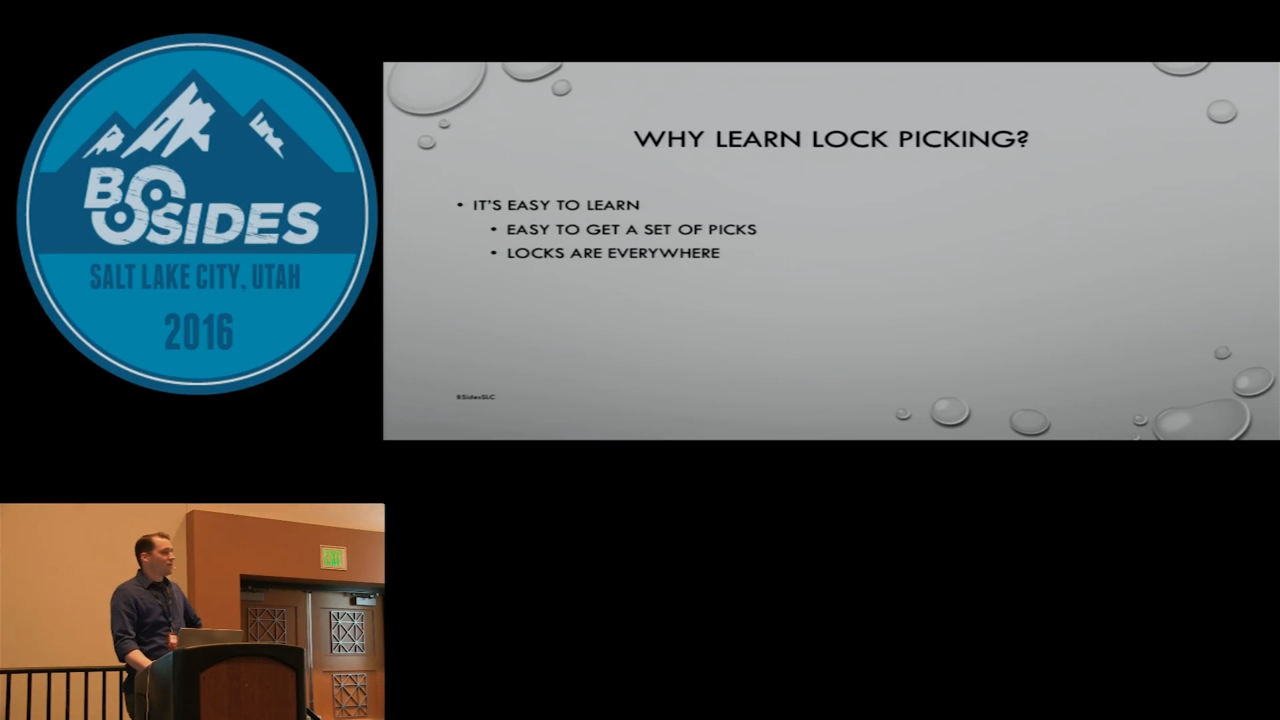 BSIDES
SALT LAKE CITY, UTAH
2016
WHY LEARN LOCK PICKING?
• IT'S EASY TO LEARN
• EASY TO GET A SET OF PICKS
• LOCKS ARE EVERYWHERE
BSidesSLC
EXIT